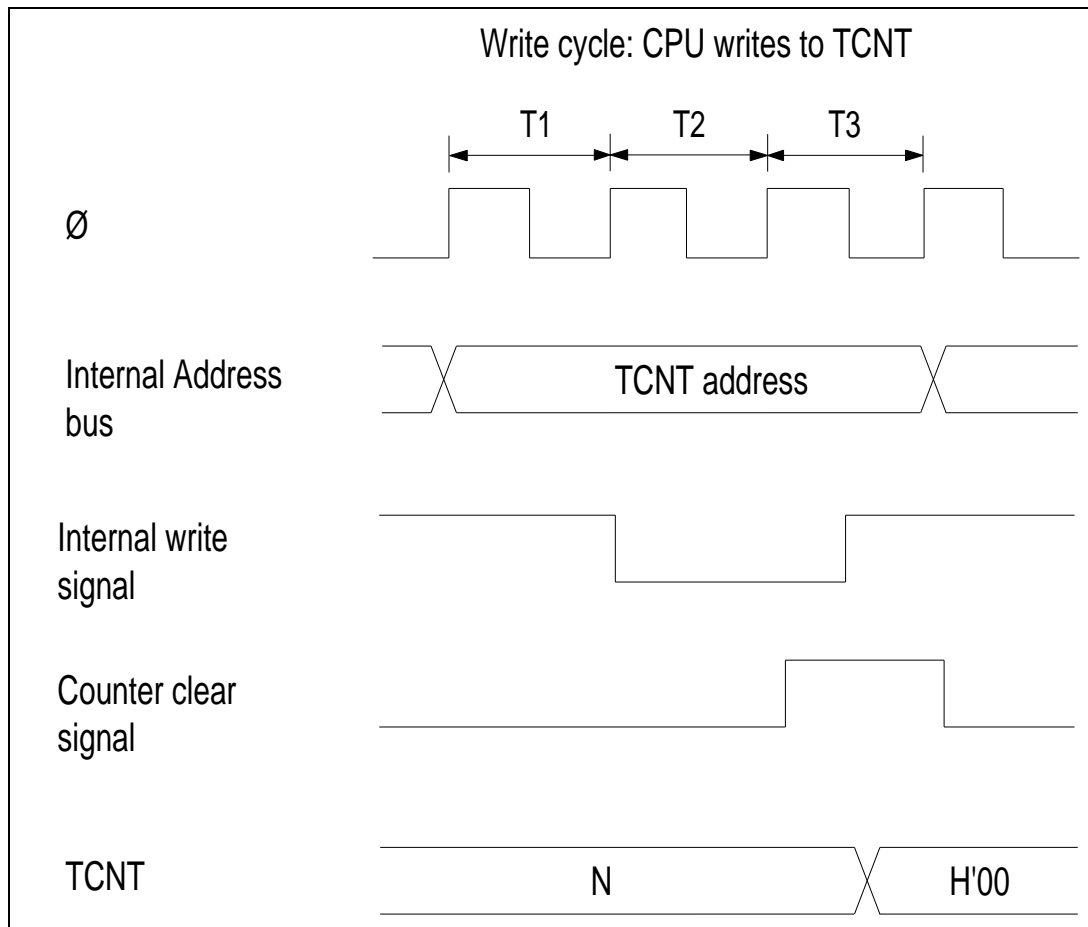 Write cycle: CPU writes to TCNT
T1 T2 T3
Ø
Internal Address
bus
TCNT address
Internal write
signal
Counter clear
signal
TCNT
N
H'00